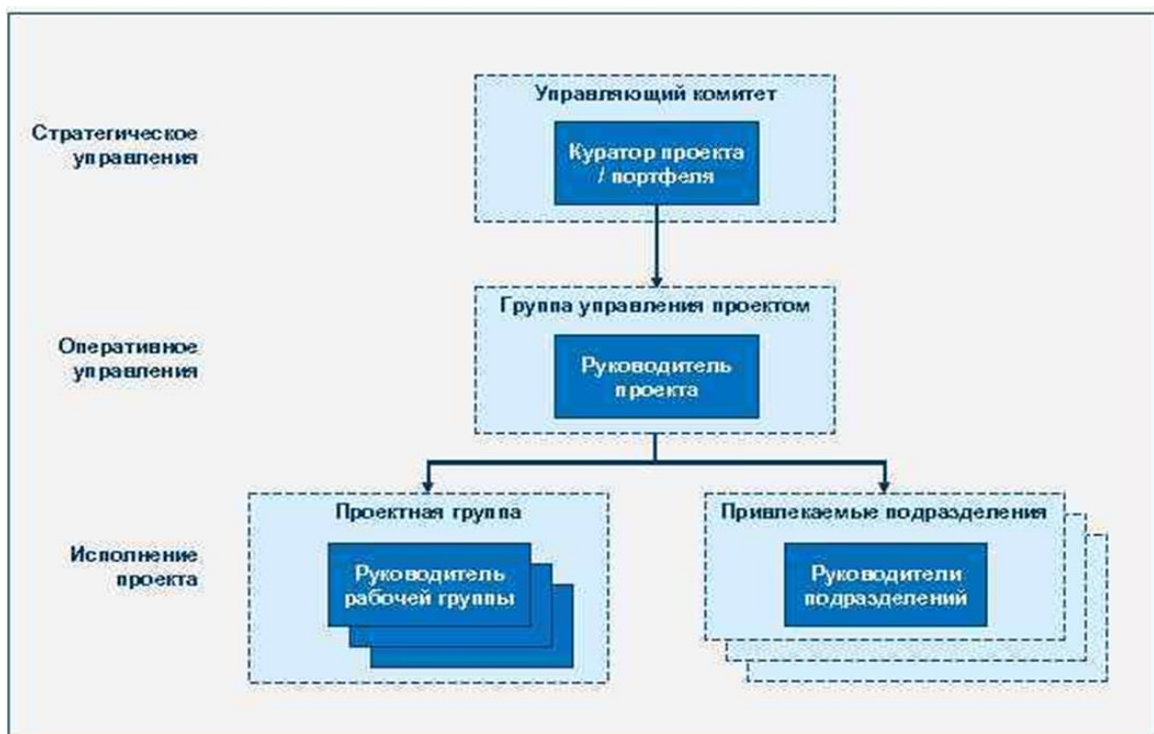 Управляющий комитет
Стратегическое
управления
Куратор проекта
/ портфеля
Группа управления проектом
Оперативное
управления
Руководитель
проекта
Проектная группа
Привлекаемые подразделения
Исполнение
проекта
Руководитель
рабочей группы
Руководители
подразделений